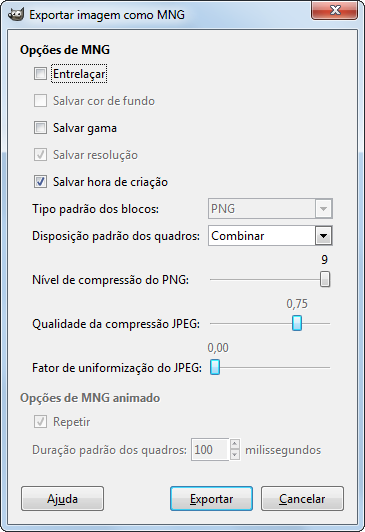 Exportar imagem como MNG
Opções de MNG
Entrelaçar
Salvar cor de fundo
Salvar gama
Salvar resolução
Salvar hora de criação
Tipo padrão dos blocos: PNG
Disposição padrão dos quadros: Combinar
9
Nível de compressão do PNG:
0,75
Qualidade da compressão JPEG:
0,00
Fator de uniformização do JPEG:
Opções de MNG animado
Repetir
Duração padrão dos quadros: 100 milissegundos
Ajuda Exportar Cancelar